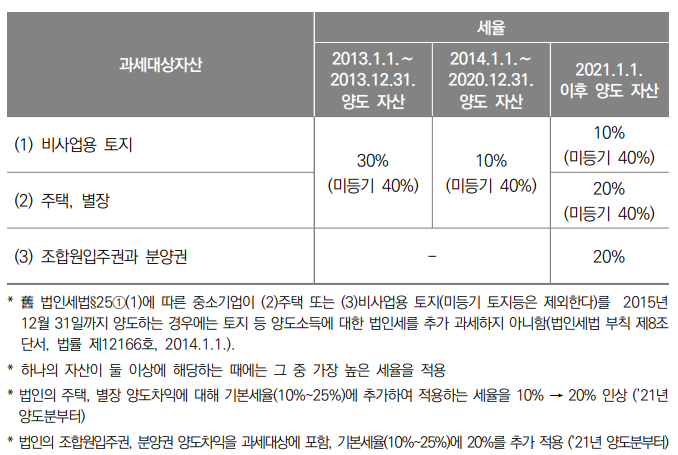 과세대상자산
세율
2013.1.1.~
2013.12.31.
양도 자산
2014.1.1.~
2020.12.31.
양도 자산
2021.1.1.
이후 양도 자산
(1) 비사업용 토지
30%
(미등기 40%)
10%
(미등기 40%)
10%
(미등기 40%)
(2) 주택, 별장
20%
(미등기 40%)
(3) 조합원입주권과 분양권
-
20%
* 舊 법인세법§25①(1)에 따른 중소기업이 (2)주택 또는 (3)비사업용 토지(미등기 토지등은 제외한다)를 2015년
12월 31일까지 양도하는 경우에는 토지 등 양도소득에 대한 법인세를 추가 과세하지 아니함(법인세법 부칙 제8조
단서, 법률 제12166호, 2014.1.1.).
* 하나의 자산이 둘 이상에 해당하는 때에는 그 중 가장 높은 세율을 적용
* 법인의 주택, 별장 양도차익에 대해 기본세율(10%~25%)에 추가하여 적용하는 세율을 10% → 20% 인상 ('21년
양도분부터)
* 법인의 조합원입주권, 분양권 양도차익을 과세대상에 포함, 기본세율(10%~25%)에 20%를 추가 적용 ('21년 양도분부터)